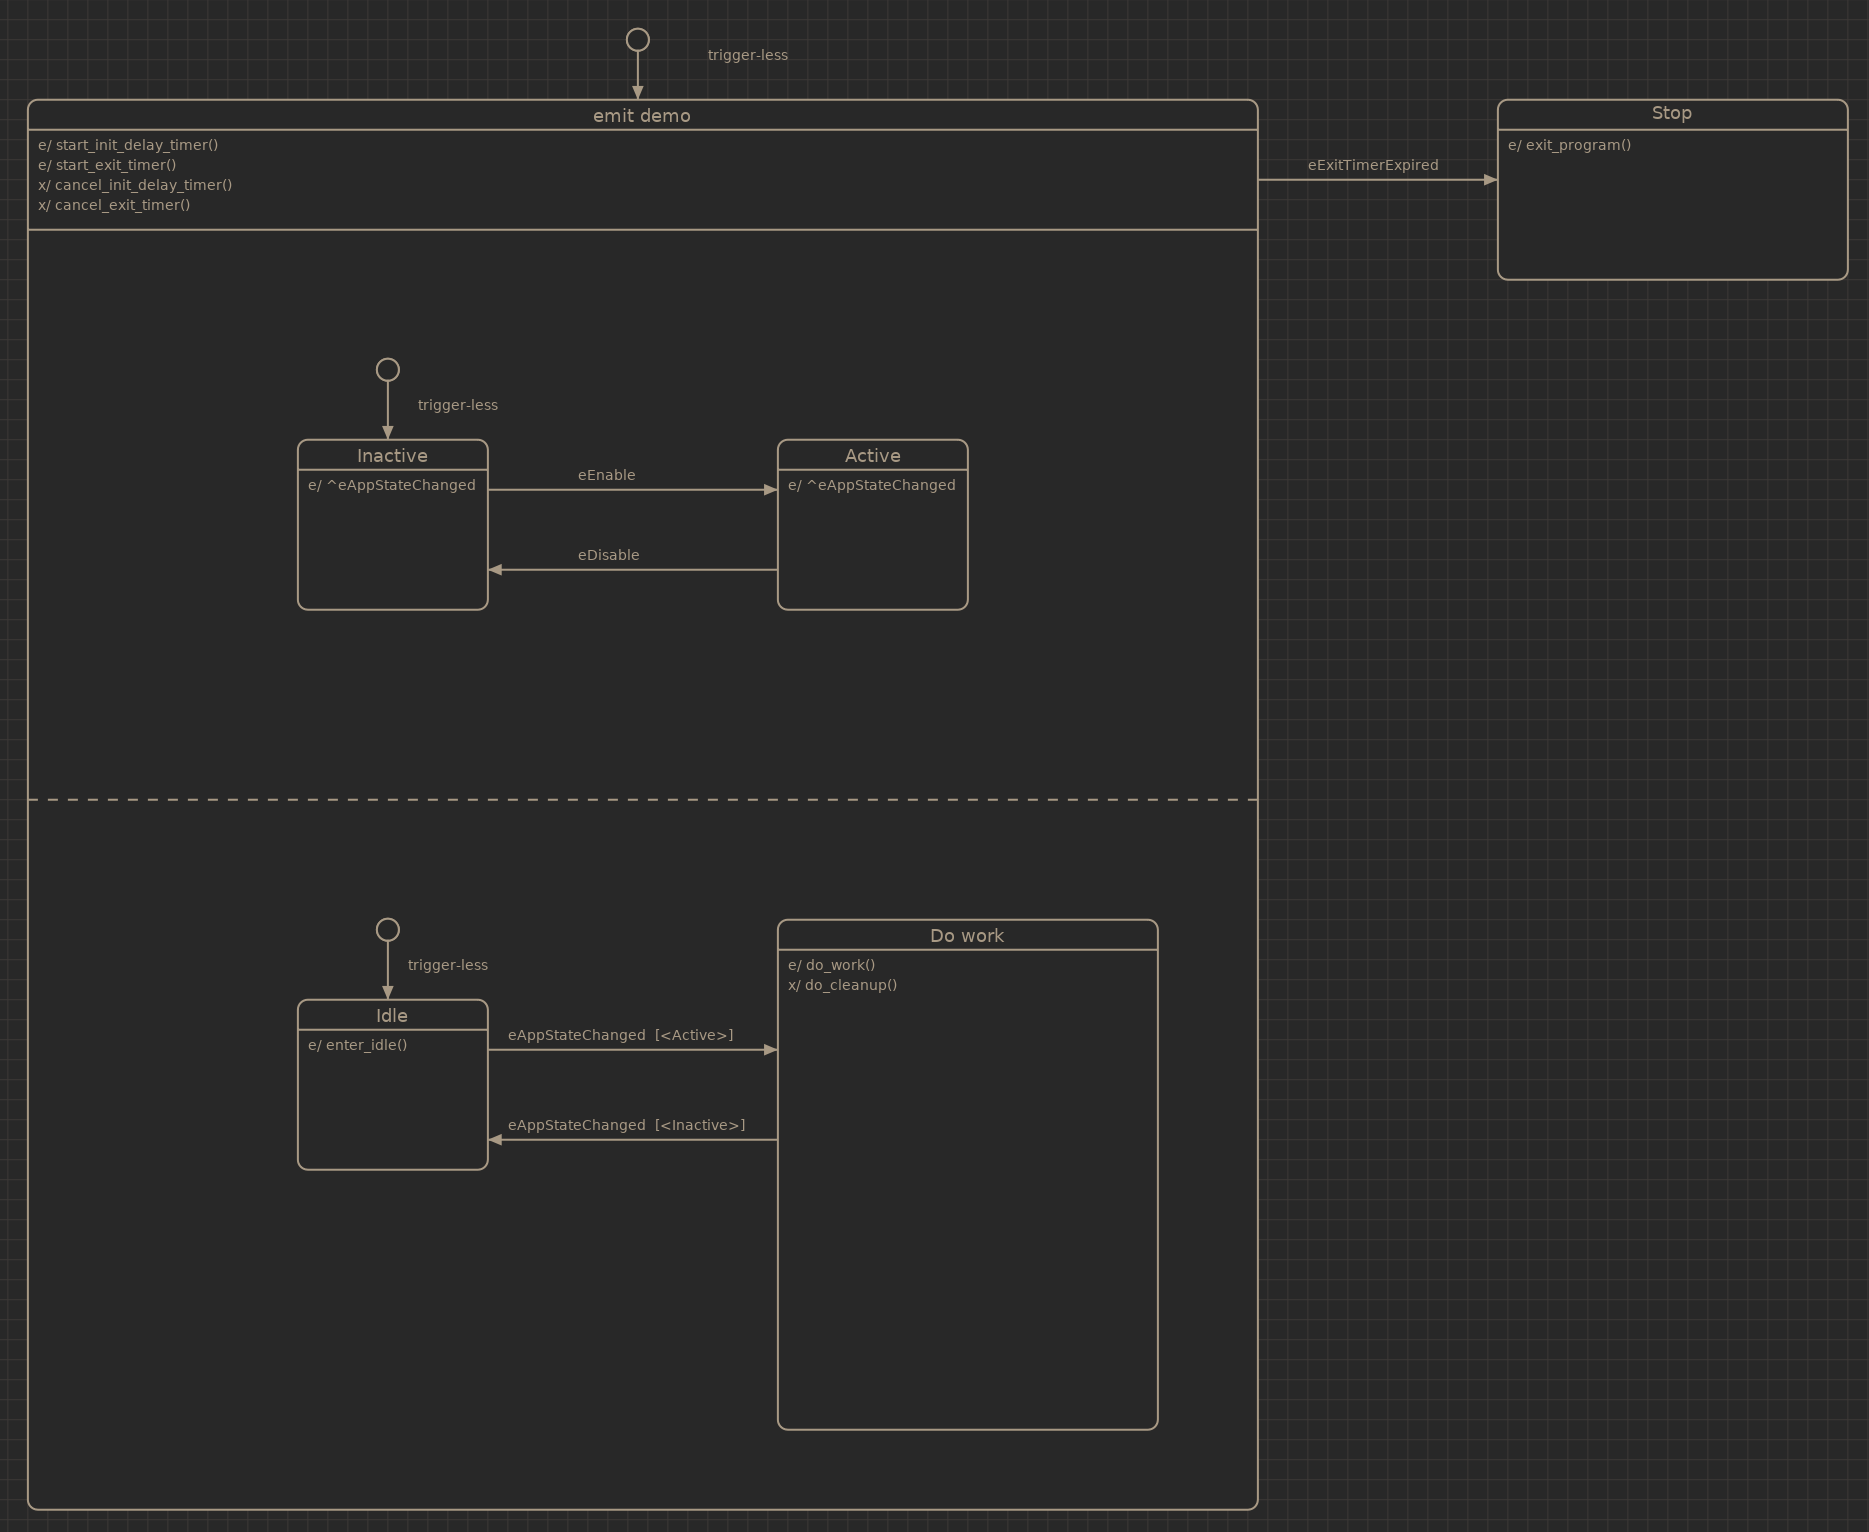 trigger-less
emit demo
e/ start_init_delay_timer()
e/ start_exit_timer()
x/ cancel_init_delay_timer()
x/ cancel_exit_timer()
eExitTimerExpired
Stop
e/ exit_program()
trigger-less
Inactive
e/ ^eAppStateChanged
eEnable
eDisable
Active
e/ ^eAppStateChanged
trigger-less
Idle
e/ enter_idle()
eAppStateChanged  [<Active>]
eAppStateChanged  [<Inactive>]
Do work
e/ do_work()
x/ do_cleanup()